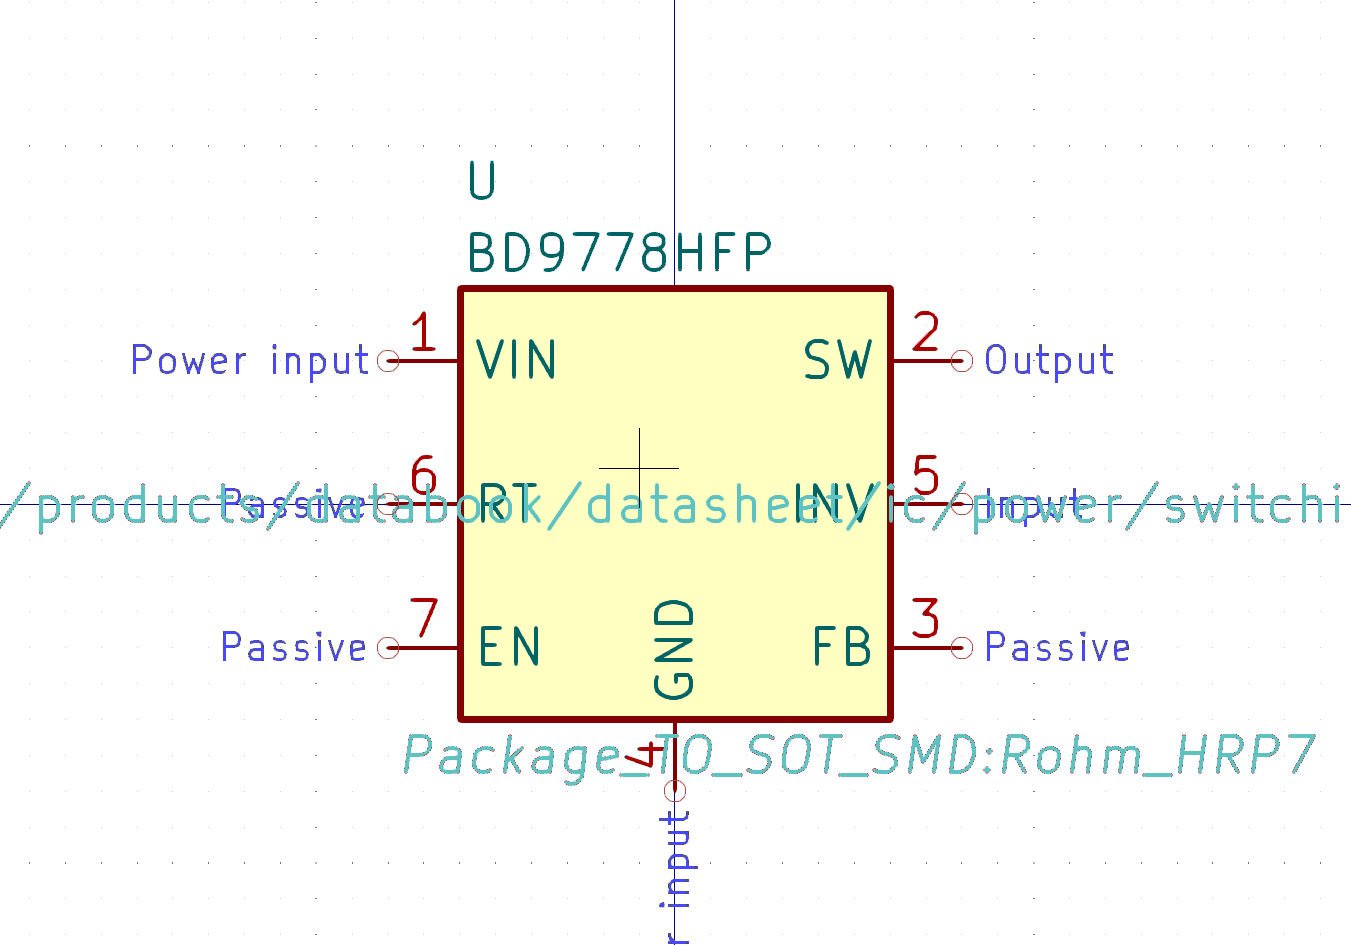 U
BD9778HFP
Power input 1 VIN SW 2 Output
Passive 6 RT INV 5 Input
/products/databook/datasheet/ic/power/switchi
Passive 7 EN FB 3 Passive
GND
4
Package_TO_SOT_SMD:Rohm_HRP7
r input